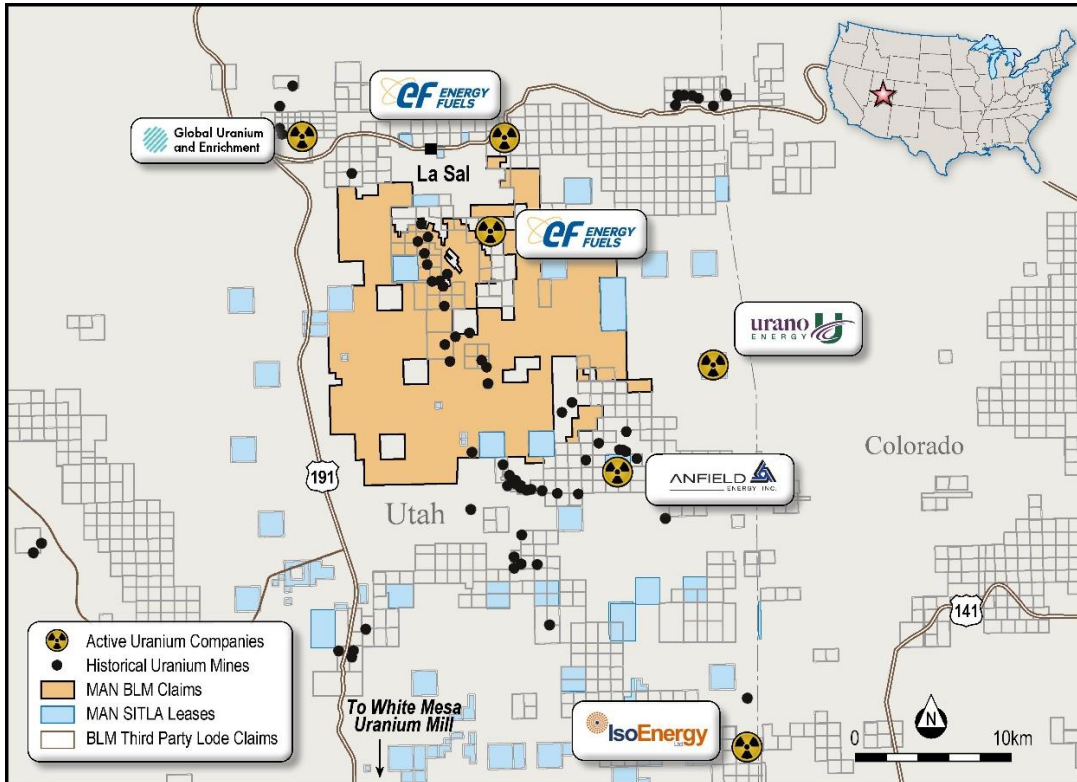 eF ENERGY
FUELS
Global Uranium
and Enrichment
La Sal
eF ENERGY
FUELS
urano U
ENERGY
Colorado
ANFIELD
ENERGY INC.
191
Utah
141
Active Uranium Companies
Historical Uranium Mines
MAN BLM Claims
MAN SITLA Leases
BLM Third Party Lode Claims
To White Mesa
Uranium Mill
IsoEnergy
N
0 10km